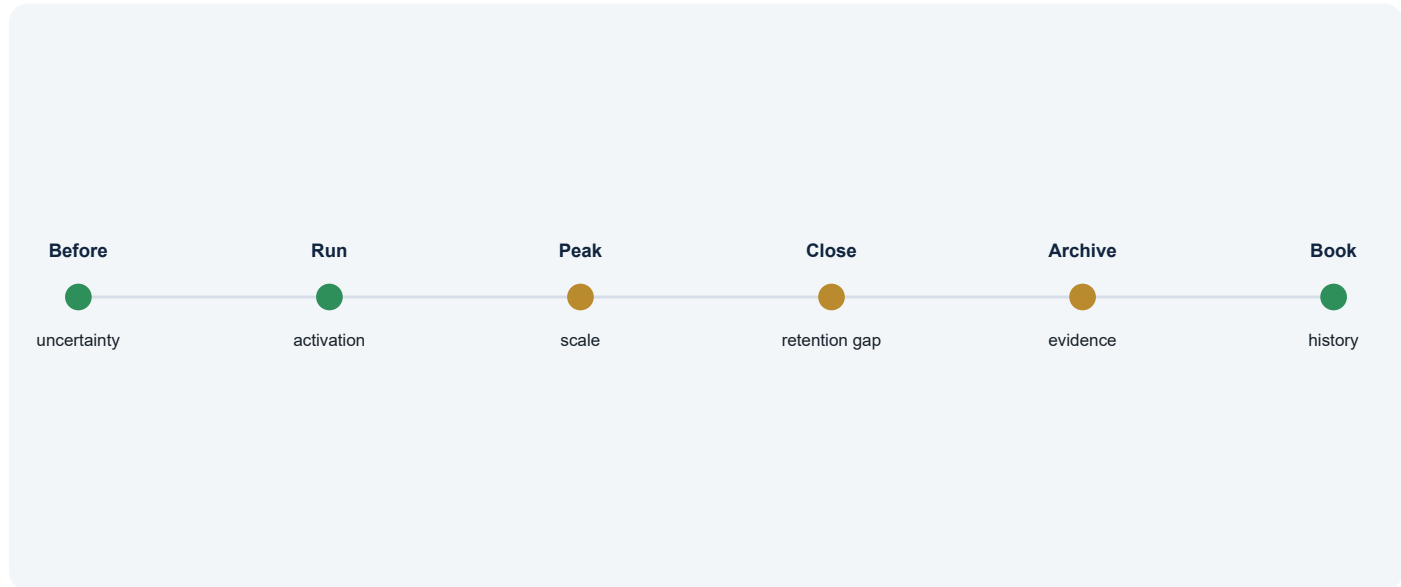 Before
Run
Peak
Close
Archive
Book
uncertainty
activation
scale
retention gap
evidence
history